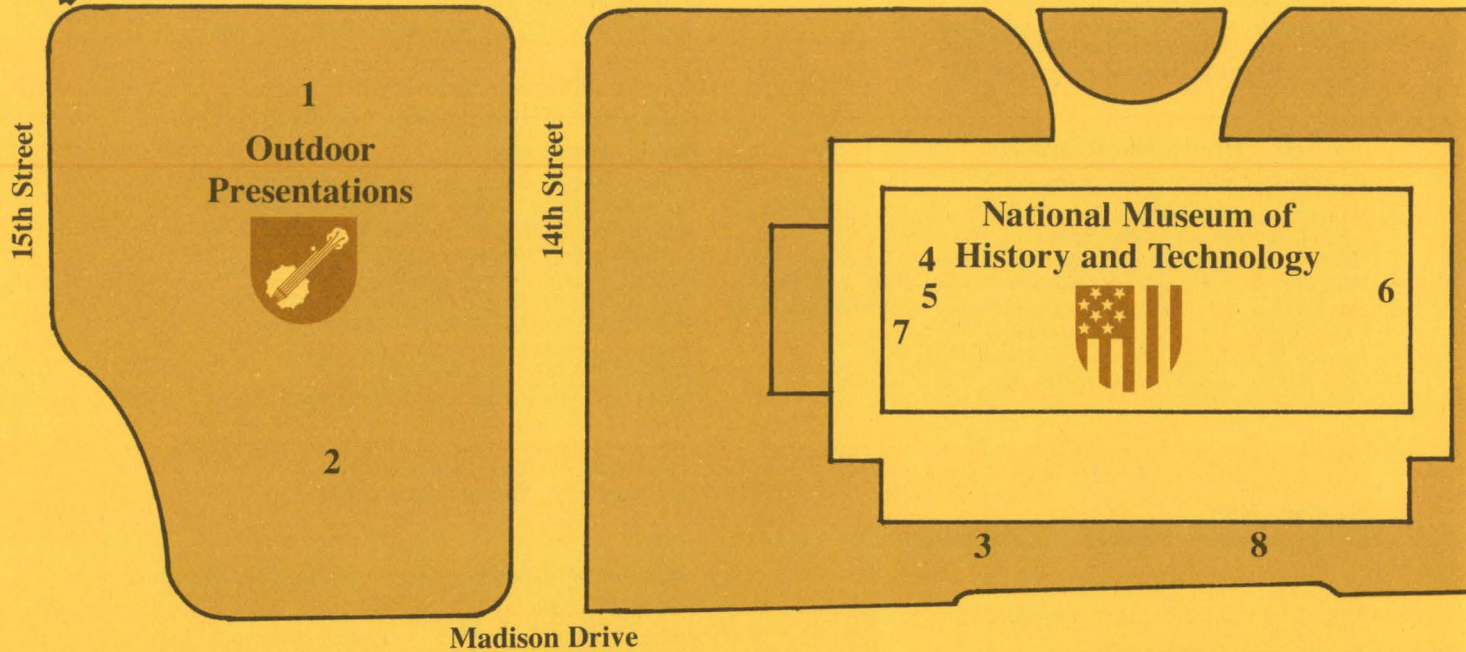 1
Outdoor
Presentations
15th Street
2
14th Street
National Museum of
History and Technology
4
5
6
7
3
8
Madison Drive